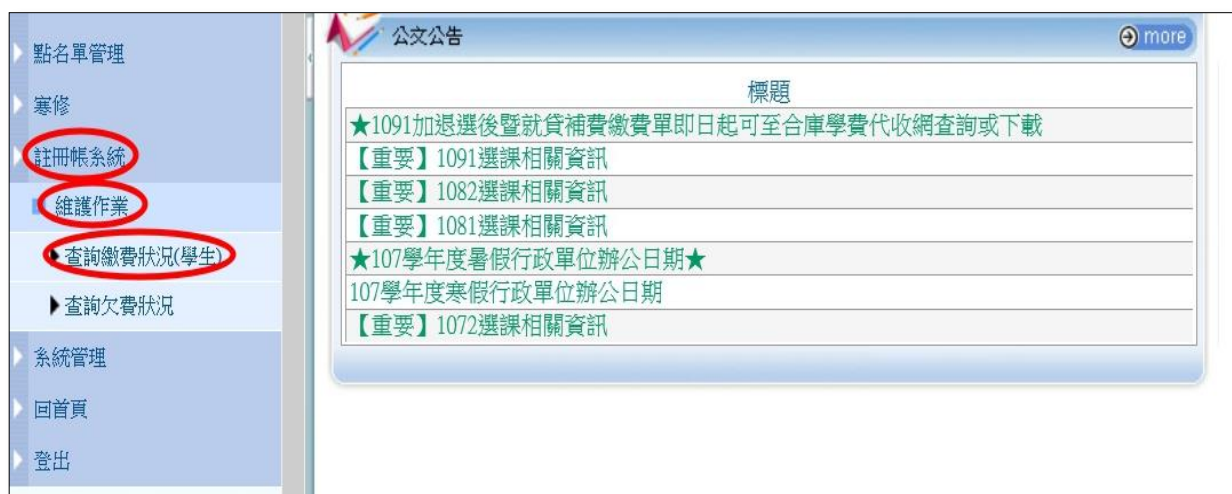 點名單管理
寒修
註冊帳系統
維護作業
查詢繳費狀況(學生)
查詢欠費狀況
系統管理
回首頁
登出
公文公告
more
標題
★1091加退選後暨就貸補費繳費單即日起可至合庫學費代收網查詢或下載
【重要】1091選課相關資訊
【重要】1082選課相關資訊
【重要】1081選課相關資訊
★107學年度暑假行政單位辦公日期★
107學年度寒假行政單位辦公日期
【重要】1072選課相關資訊